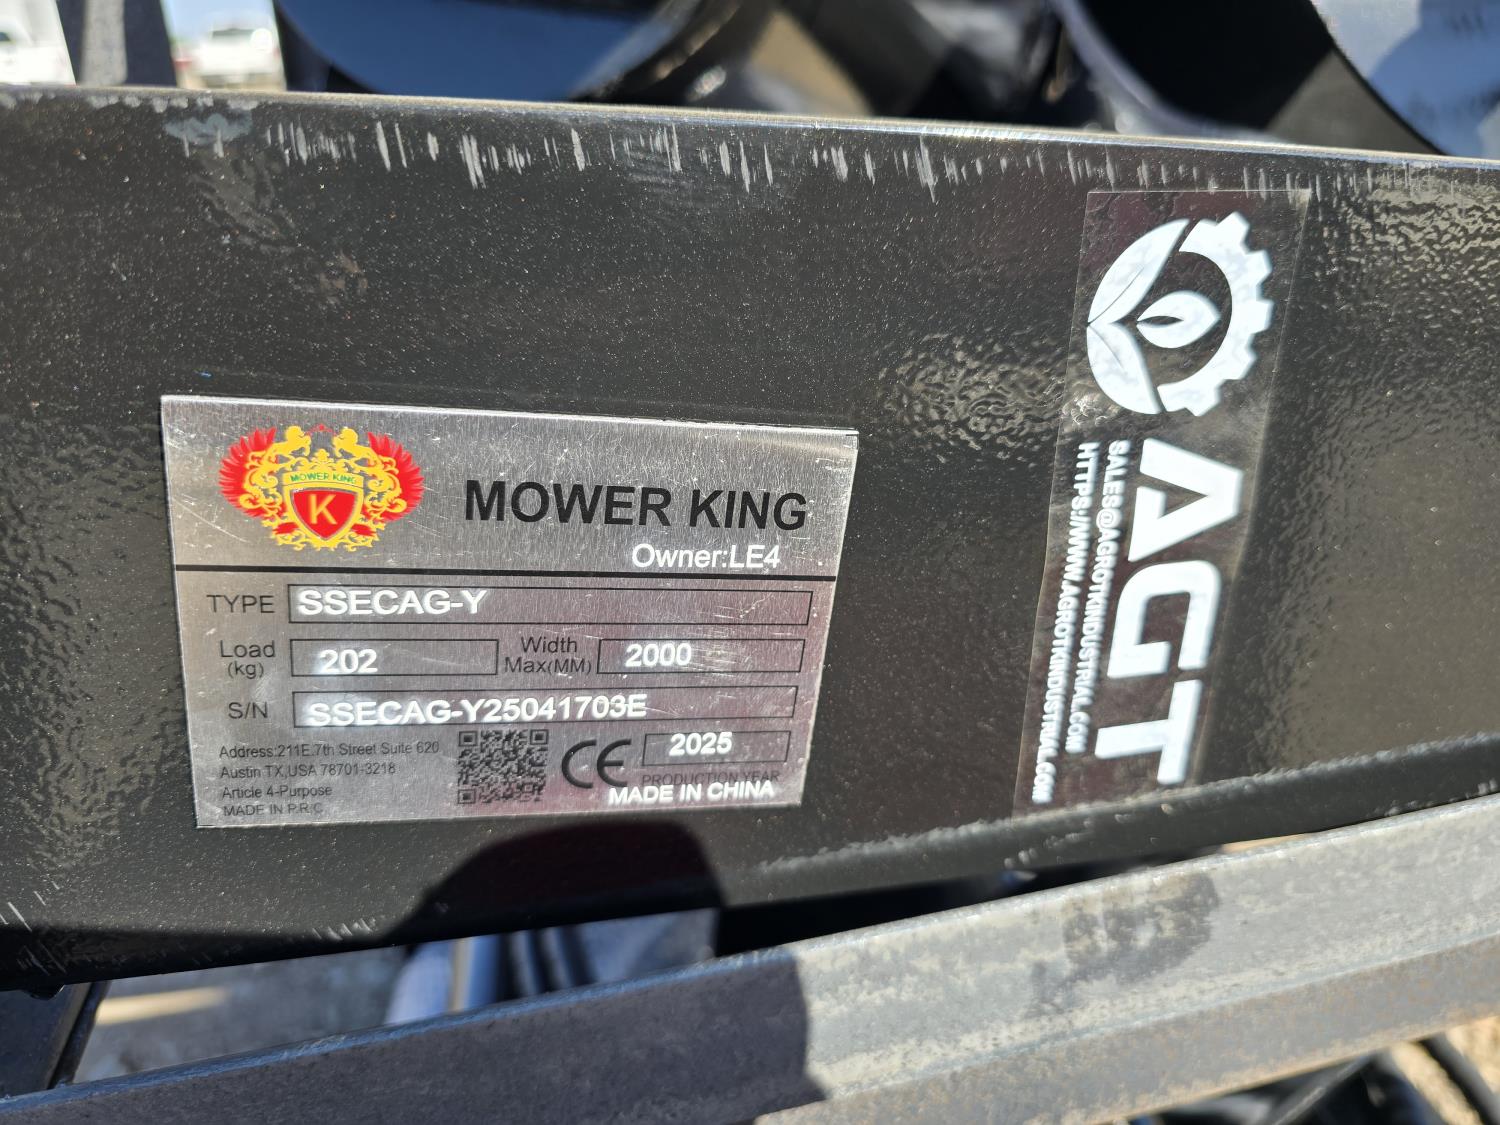 MOWER KING
K
MOWER KING
Owner:LE4
TYPE SSECAG-Y
Load (kg) 202 Width Max(MM) 2000
S/N SSECAG-Y25041703E
Address:211E.7th Street Suite 620
Austin TX,USA 78701-3218
Article 4-Purpose
MADE IN P.R.C
CE
2025
PRODUCTION YEAR
MADE IN CHINA
AGT
SALES@AGROTKINDUSTRIAL.COM
HTTPS://WWW.AGROTKINDUSTRIAL.COM